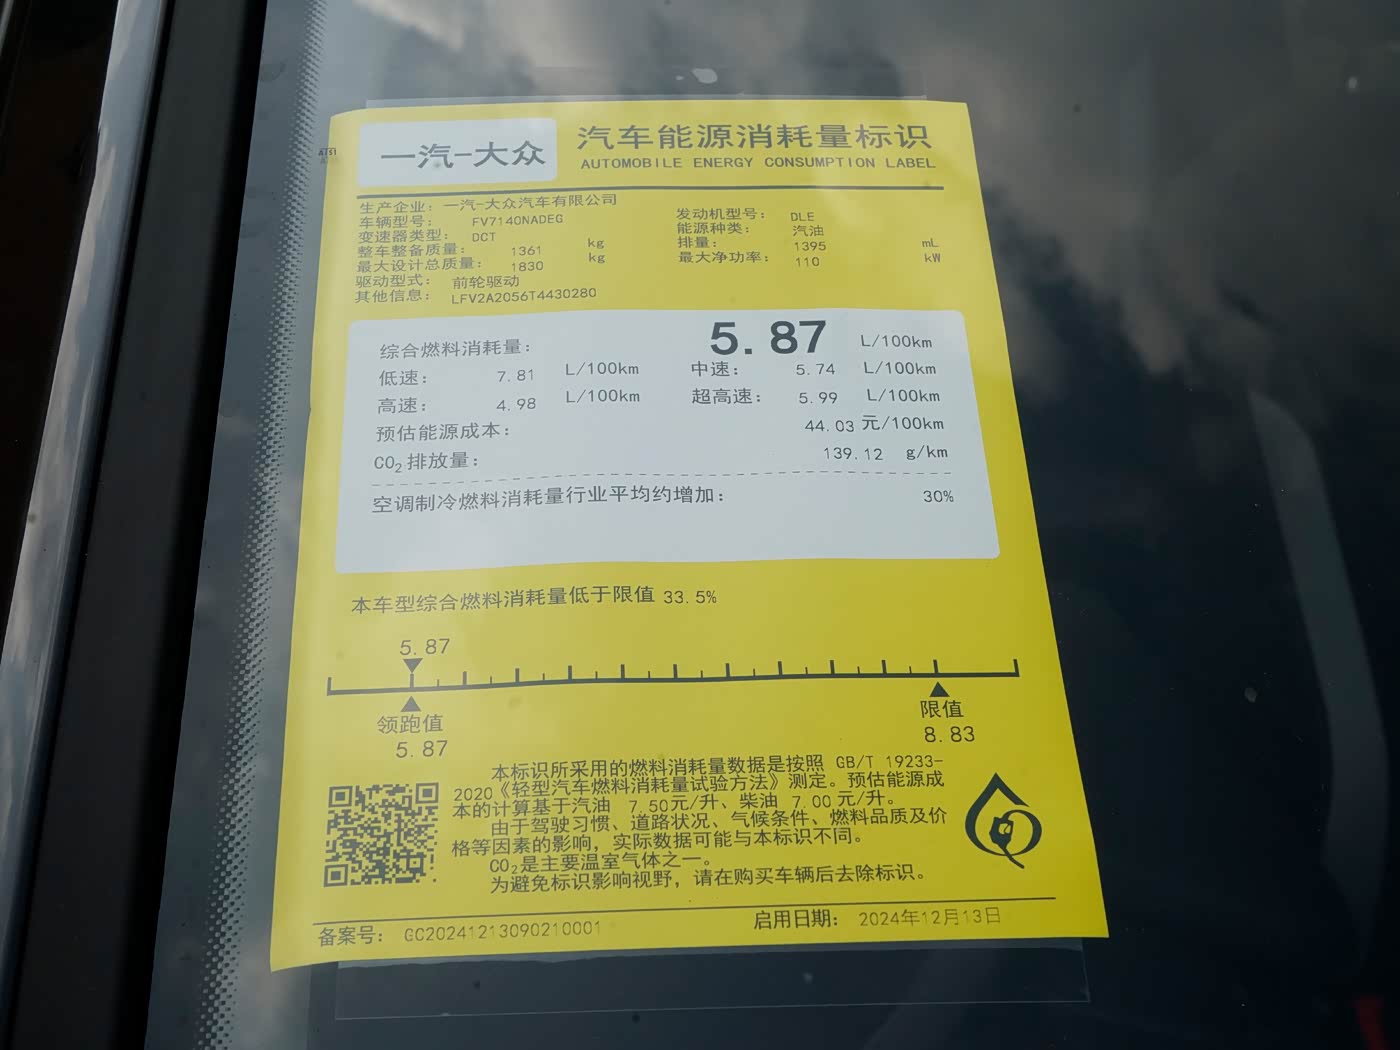 一汽-大众
汽车能源消耗量标识
AUTOMOBILE ENERGY CONSUMPTION LABEL
生产企业: 一汽-大众汽车有限公司
车辆型号: FV7140NADEG
发动机型号: DLE
变速器类型: DCT
能源种类: 汽油
整车整备质量: 1361 kg
排量: 1395 mL
最大设计总质量: 1830 kg
最大净功率: 110 kW
驱动型式: 前轮驱动
其他信息: LFV2A2056T4430280
综合燃料消耗量: 5.87 L/100km
低速: 7.81 L/100km 中速: 5.74 L/100km
高速: 4.98 L/100km 超高速: 5.99 L/100km
预估能源成本: 44.03 元/100km
CO₂排放量: 139.12 g/km
空调制冷燃料消耗量行业平均约增加: 30%
本车型综合燃料消耗量低于限值 33.5%
5.87
领跑值
5.87
限值
8.83
本标识所采用的燃料消耗量数据是按照 GB/T 19233-
2020《轻型汽车燃料消耗量试验方法》测定。预估能源成
本的计算基于汽油 7.50元/升、柴油 7.00元/升。
由于驾驶习惯、道路状况、气候条件、燃料品质及价
格等因素的影响，实际数据可能与本标识不同。
CO₂是主要温室气体之一。
为避免标识影响视野，请在购买车辆后去除标识。
备案号: GC20241213090210001
启用日期: 2024年12月13日